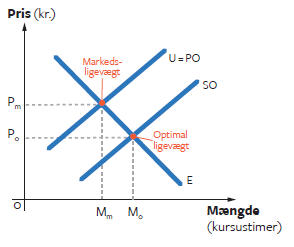 Pris (kr.)
Markeds-
ligevægt
U = PO
SO
Pm
Po
Optimal
ligevægt
E
O
Mm
Mo
Mængde
(kursustimer)